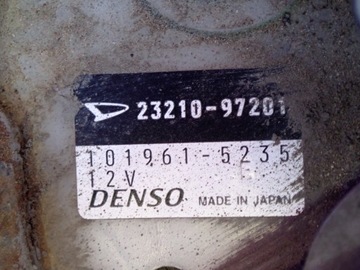 23210-97201
101961-5235
12V
DENSO MADE IN JAPAN